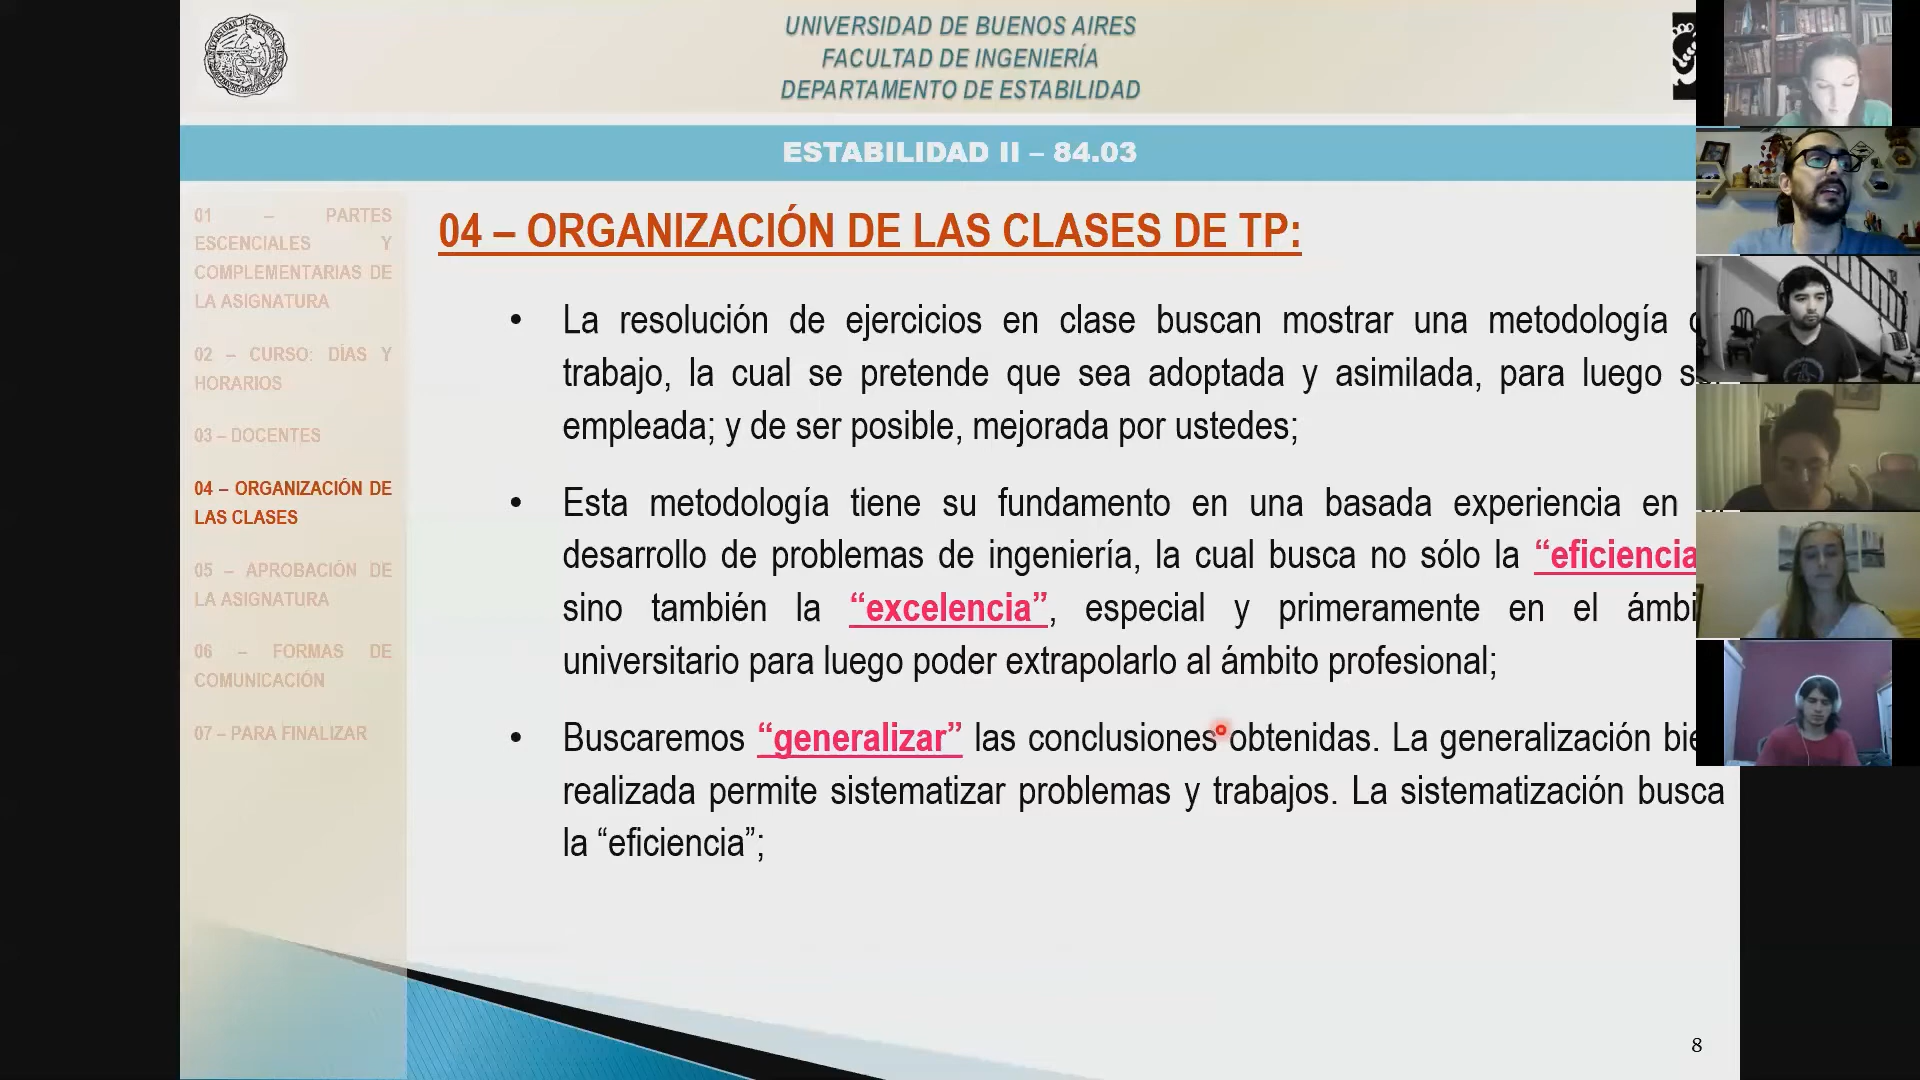 UNIVERSIDAD DE BUENOS AIRES
FACULTAD DE INGENIERÍA
DEPARTAMENTO DE ESTABILIDAD
ESTABILIDAD II – 84.03
01 – PARTES
ESCENCIALES Y
COMPLEMENTARIAS DE
LA ASIGNATURA
02 – CURSO: DÍAS Y
HORARIOS
03 – DOCENTES
04 – ORGANIZACIÓN DE
LAS CLASES
05 – APROBACIÓN DE
LA ASIGNATURA
06 – FORMAS DE
COMUNICACIÓN
07 – PARA FINALIZAR
04 – ORGANIZACIÓN DE LAS CLASES DE TP:
• La resolución de ejercicios en clase buscan mostrar una metodología
trabajo, la cual se pretende que sea adoptada y asimilada, para luego
empleada; y de ser posible, mejorada por ustedes;
• Esta metodología tiene su fundamento en una basada experiencia en
desarrollo de problemas de ingeniería, la cual busca no sólo la “eficiencia
sino también la “excelencia”, especial y primeramente en el
universitario para luego poder extrapolarlo al ámbito profesional;
• Buscaremos “generalizar” las conclusiones obtenidas. La generalización
realizada permite sistematizar problemas y trabajos. La sistematización busca
la “eficiencia”;
8